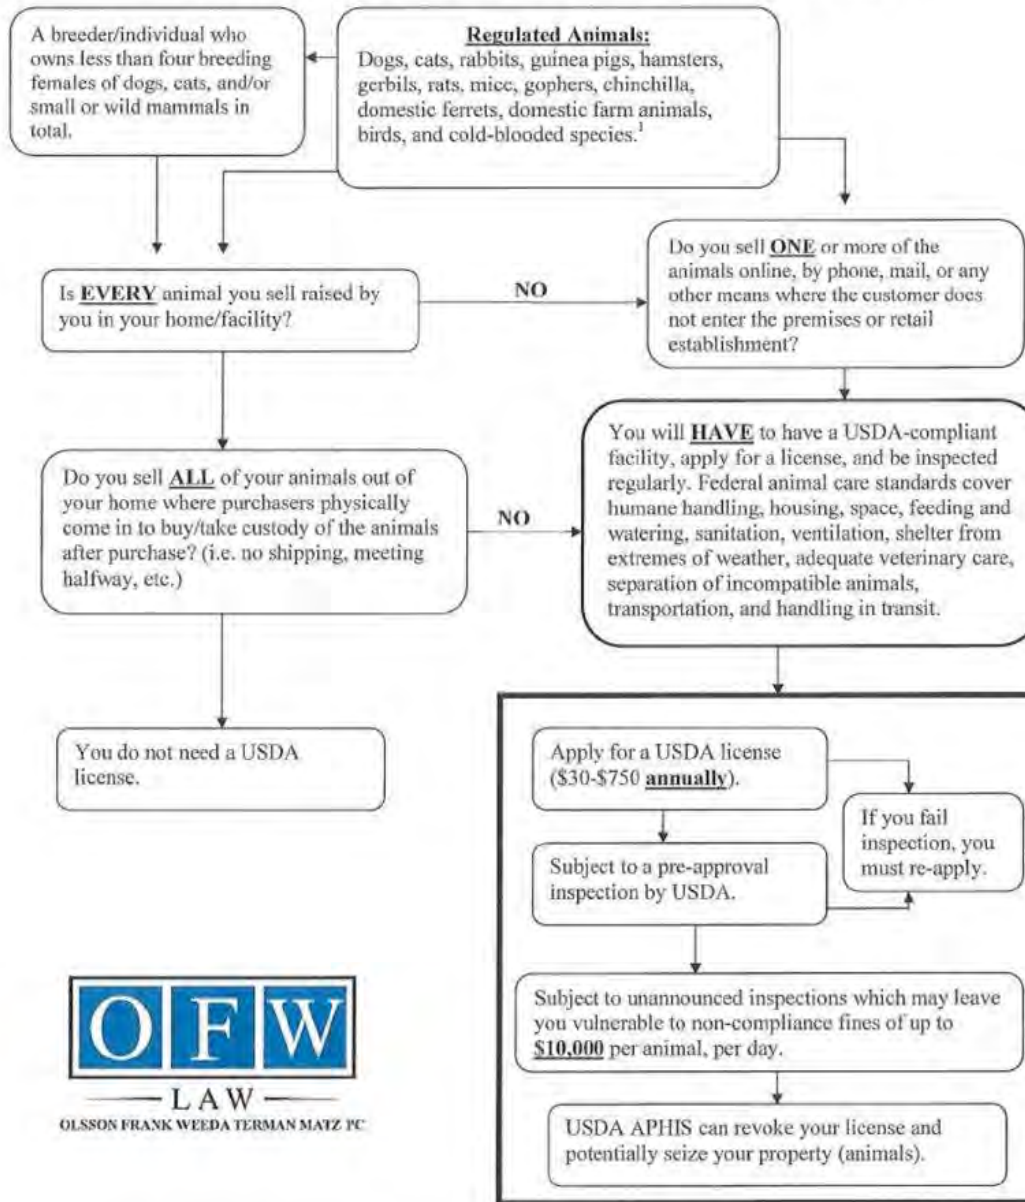 A breeder/individual who
owns less than four breeding
females of dogs, cats, and/or
small or wild mammals in
total.
Regulated Animals:
Dogs, cats, rabbits, guinea pigs, hamsters,
gerbils, rats, mice, gophers, chinchilla,
domestic ferrets, domestic farm animals,
birds, and cold-blooded species.1
Is EVERY animal you sell raised by
you in your home/facility?
NO
Do you sell ONE or more of the
animals online, by phone, mail, or any
other means where the customer does
not enter the premises or retail
establishment?
Do you sell ALL of your animals out of
your home where purchasers physically
come in to buy/take custody of the animals
after purchase? (i.e. no shipping, meeting
halfway, etc.)
NO
You will HAVE to have a USDA-compliant
facility, apply for a license, and be inspected
regularly. Federal animal care standards cover
humane handling, housing, space, feeding and
watering, sanitation, ventilation, shelter from
extremes of weather, adequate veterinary care,
separation of incompatible animals,
transportation, and handling in transit.
You do not need a USDA
license.
Apply for a USDA license
($30-$750 annually).
If you fail
inspection, you
must re-apply.
Subject to a pre-approval
inspection by USDA.
Subject to unannounced inspections which may leave
you vulnerable to non-compliance fines of up to
$10,000 per animal, per day.
USDA APHIS can revoke your license and
potentially seize your property (animals).
OFW
LAW
OLSSON FRANK WEEDA TERMAN MATZ PC